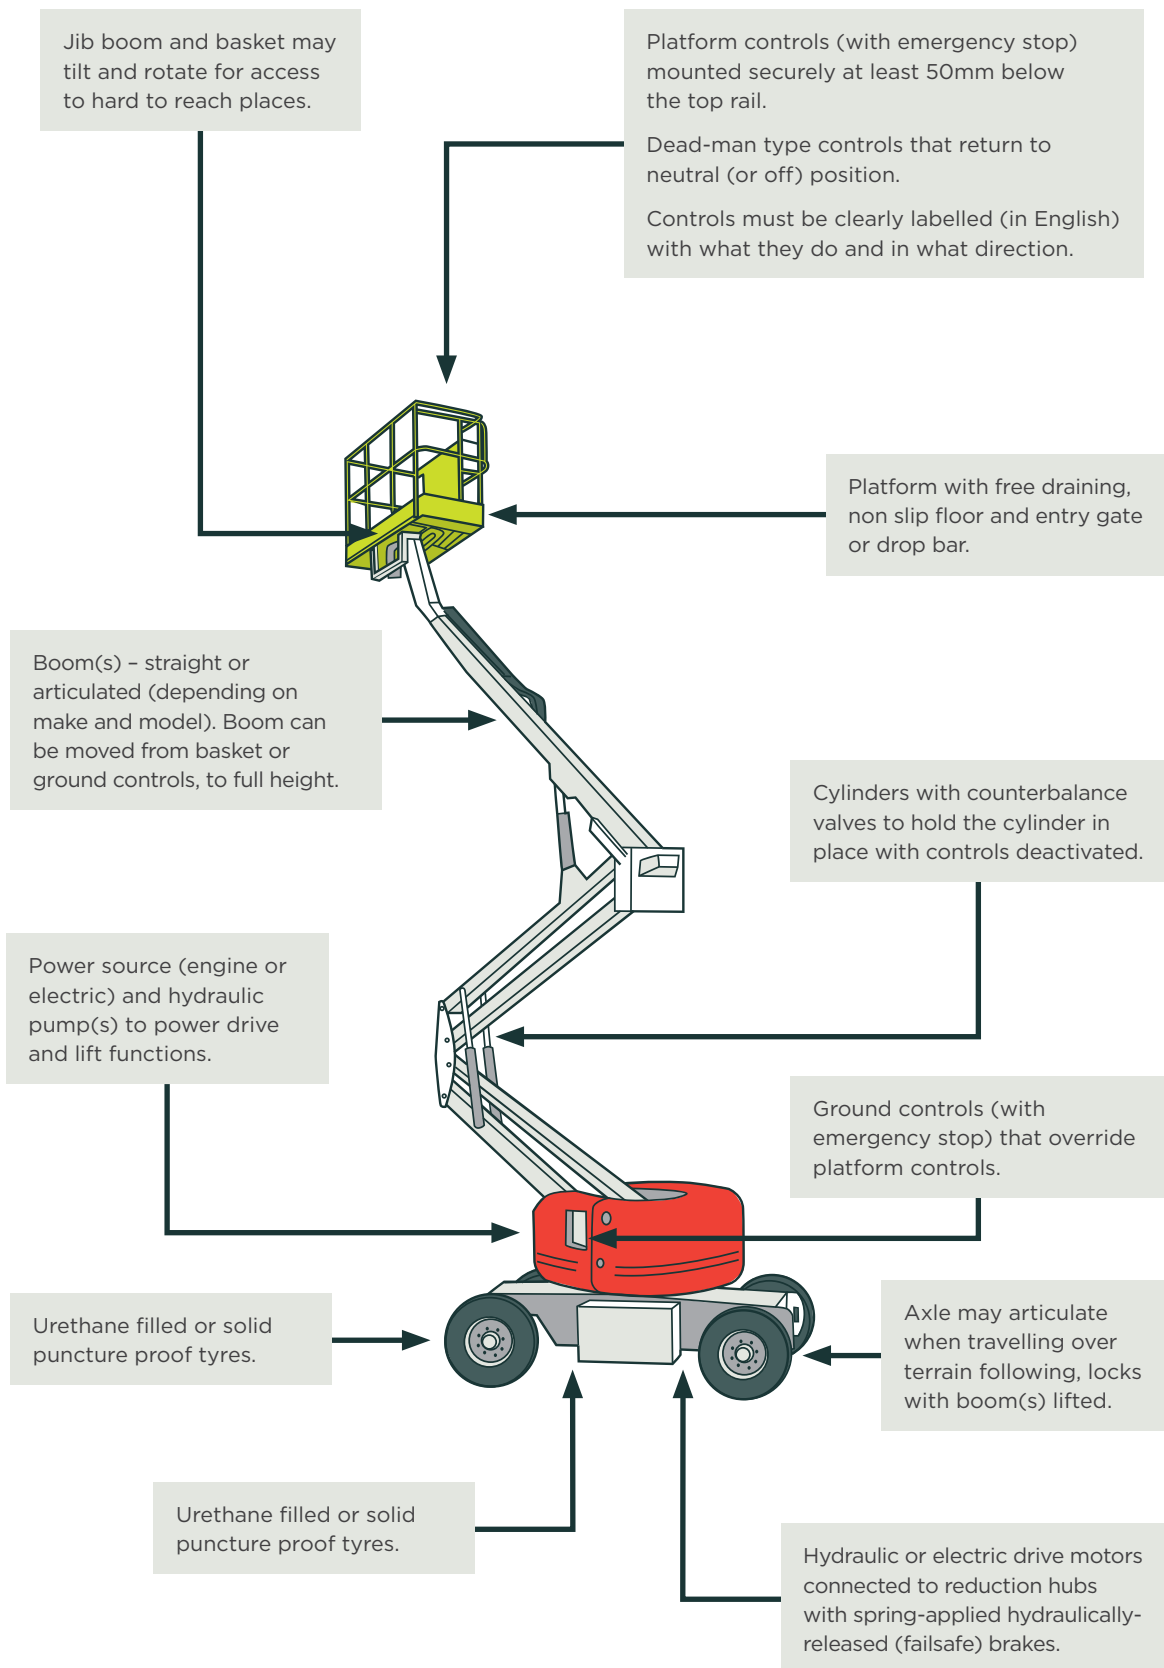 Jib boom and basket may
tilt and rotate for access
to hard to reach places.
Platform controls (with emergency stop)
mounted securely at least 50mm below
the top rail.
Dead-man type controls that return to
neutral (or off) position.
Controls must be clearly labelled (in English)
with what they do and in what direction.
Platform with free draining,
non slip floor and entry gate
or drop bar.
Boom(s) – straight or
articulated (depending on
make and model). Boom can
be moved from basket or
ground controls, to full height.
Cylinders with counterbalance
valves to hold the cylinder in
place with controls deactivated.
Power source (engine or
electric) and hydraulic
pump(s) to power drive
and lift functions.
Ground controls (with
emergency stop) that override
platform controls.
Urethane filled or solid
puncture proof tyres.
Axle may articulate
when travelling over
terrain following, locks
with boom(s) lifted.
Urethane filled or solid
puncture proof tyres.
Hydraulic or electric drive motors
connected to reduction hubs
with spring-applied hydraulically-
released (failsafe) brakes.